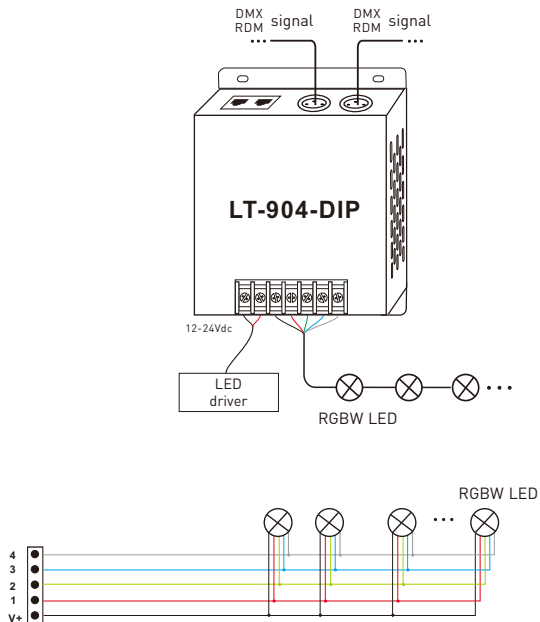 DMX
RDM signal
DMX
RDM signal
LT-904-DIP
12-24Vdc
LED
driver
RGBW LED
RGBW LED
4
3
2
1
V+